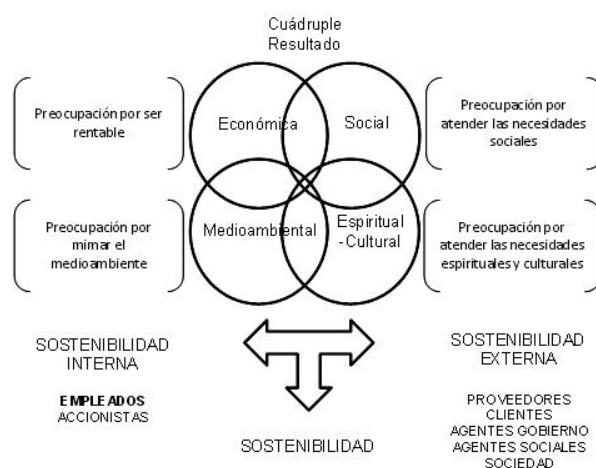 Cuádruple
Resultado
Preocupación por ser
rentable
Económica
Social
Preocupación por
atender las necesidades
sociales
Preocupación por
mimar el
medioambiente
Medioambiental
Espiritual
-Cultural
Preocupación por
atender las necesidades
espirituales y culturales
SOSTENIBILIDAD
INTERNA
EMPLEADOS
ACCIONISTAS
SOSTENIBILIDAD
SOSTENIBILIDAD
EXTERNA
PROVEEDORES
CLIENTES
AGENTES GOBIERNO
AGENTES SOCIALES
SOCIEDAD